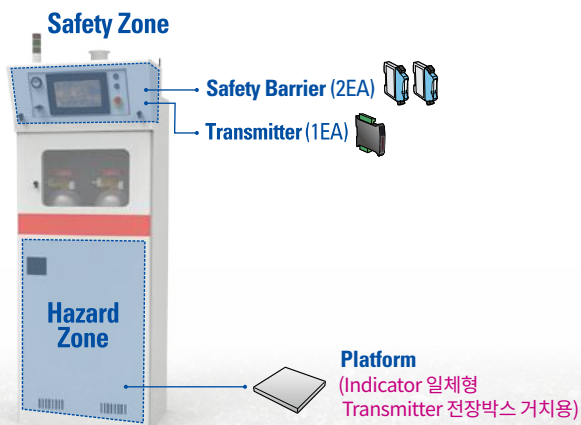 Safety Zone
Safety Barrier (2EA)
Transmitter (1EA)
Hazard
Zone
Platform
(Indicator 일체형
Transmitter 전장박스 거치용)